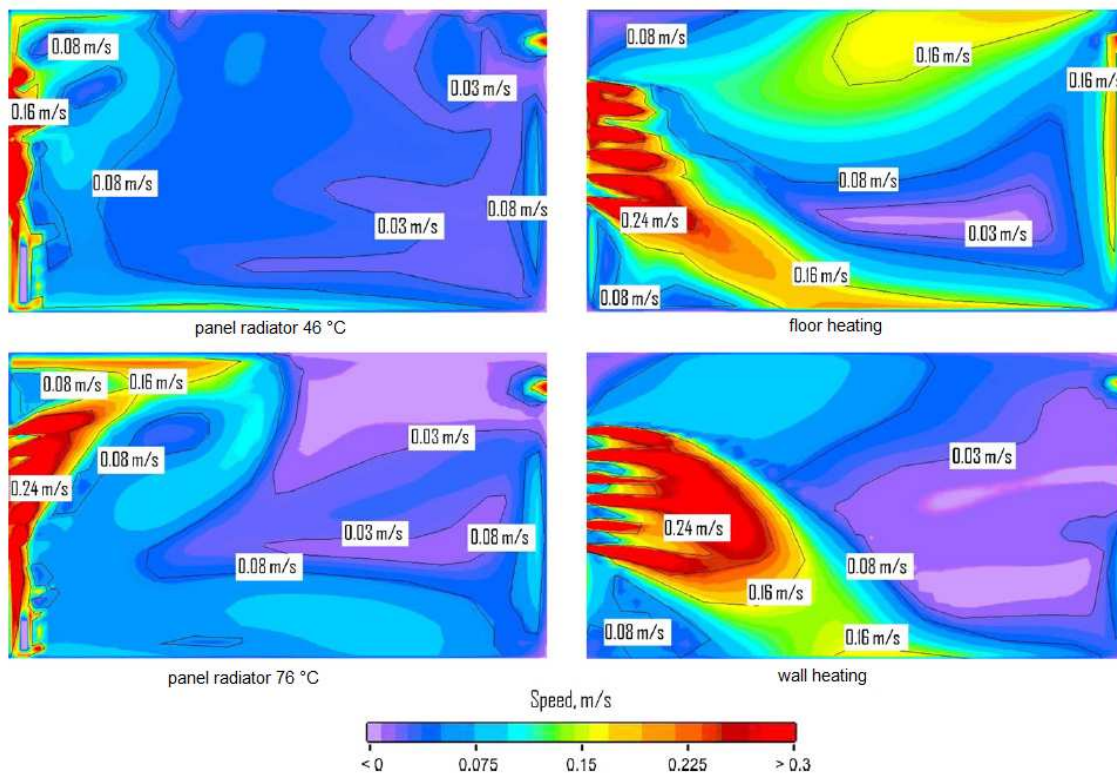 0.08 m/s
0.16 m/s
0.03 m/s
0.08 m/s
0.08 m/s
panel radiator 46 °C
0.08 m/s
0.16 m/s
0.16 m/s
0.08 m/s
0.24 m/s
0.03 m/s
0.16 m/s
0.08 m/s
floor heating
0.08 m/s
0.16 m/s
0.03 m/s
0.08 m/s
0.24 m/s
0.03 m/s
0.08 m/s
0.08 m/s
panel radiator 76 °C
0.03 m/s
0.24 m/s
0.08 m/s
0.16 m/s
0.08 m/s
0.16 m/s
wall heating
Speed, m/s
< 0 0.075 0.15 0.225 > 0.3